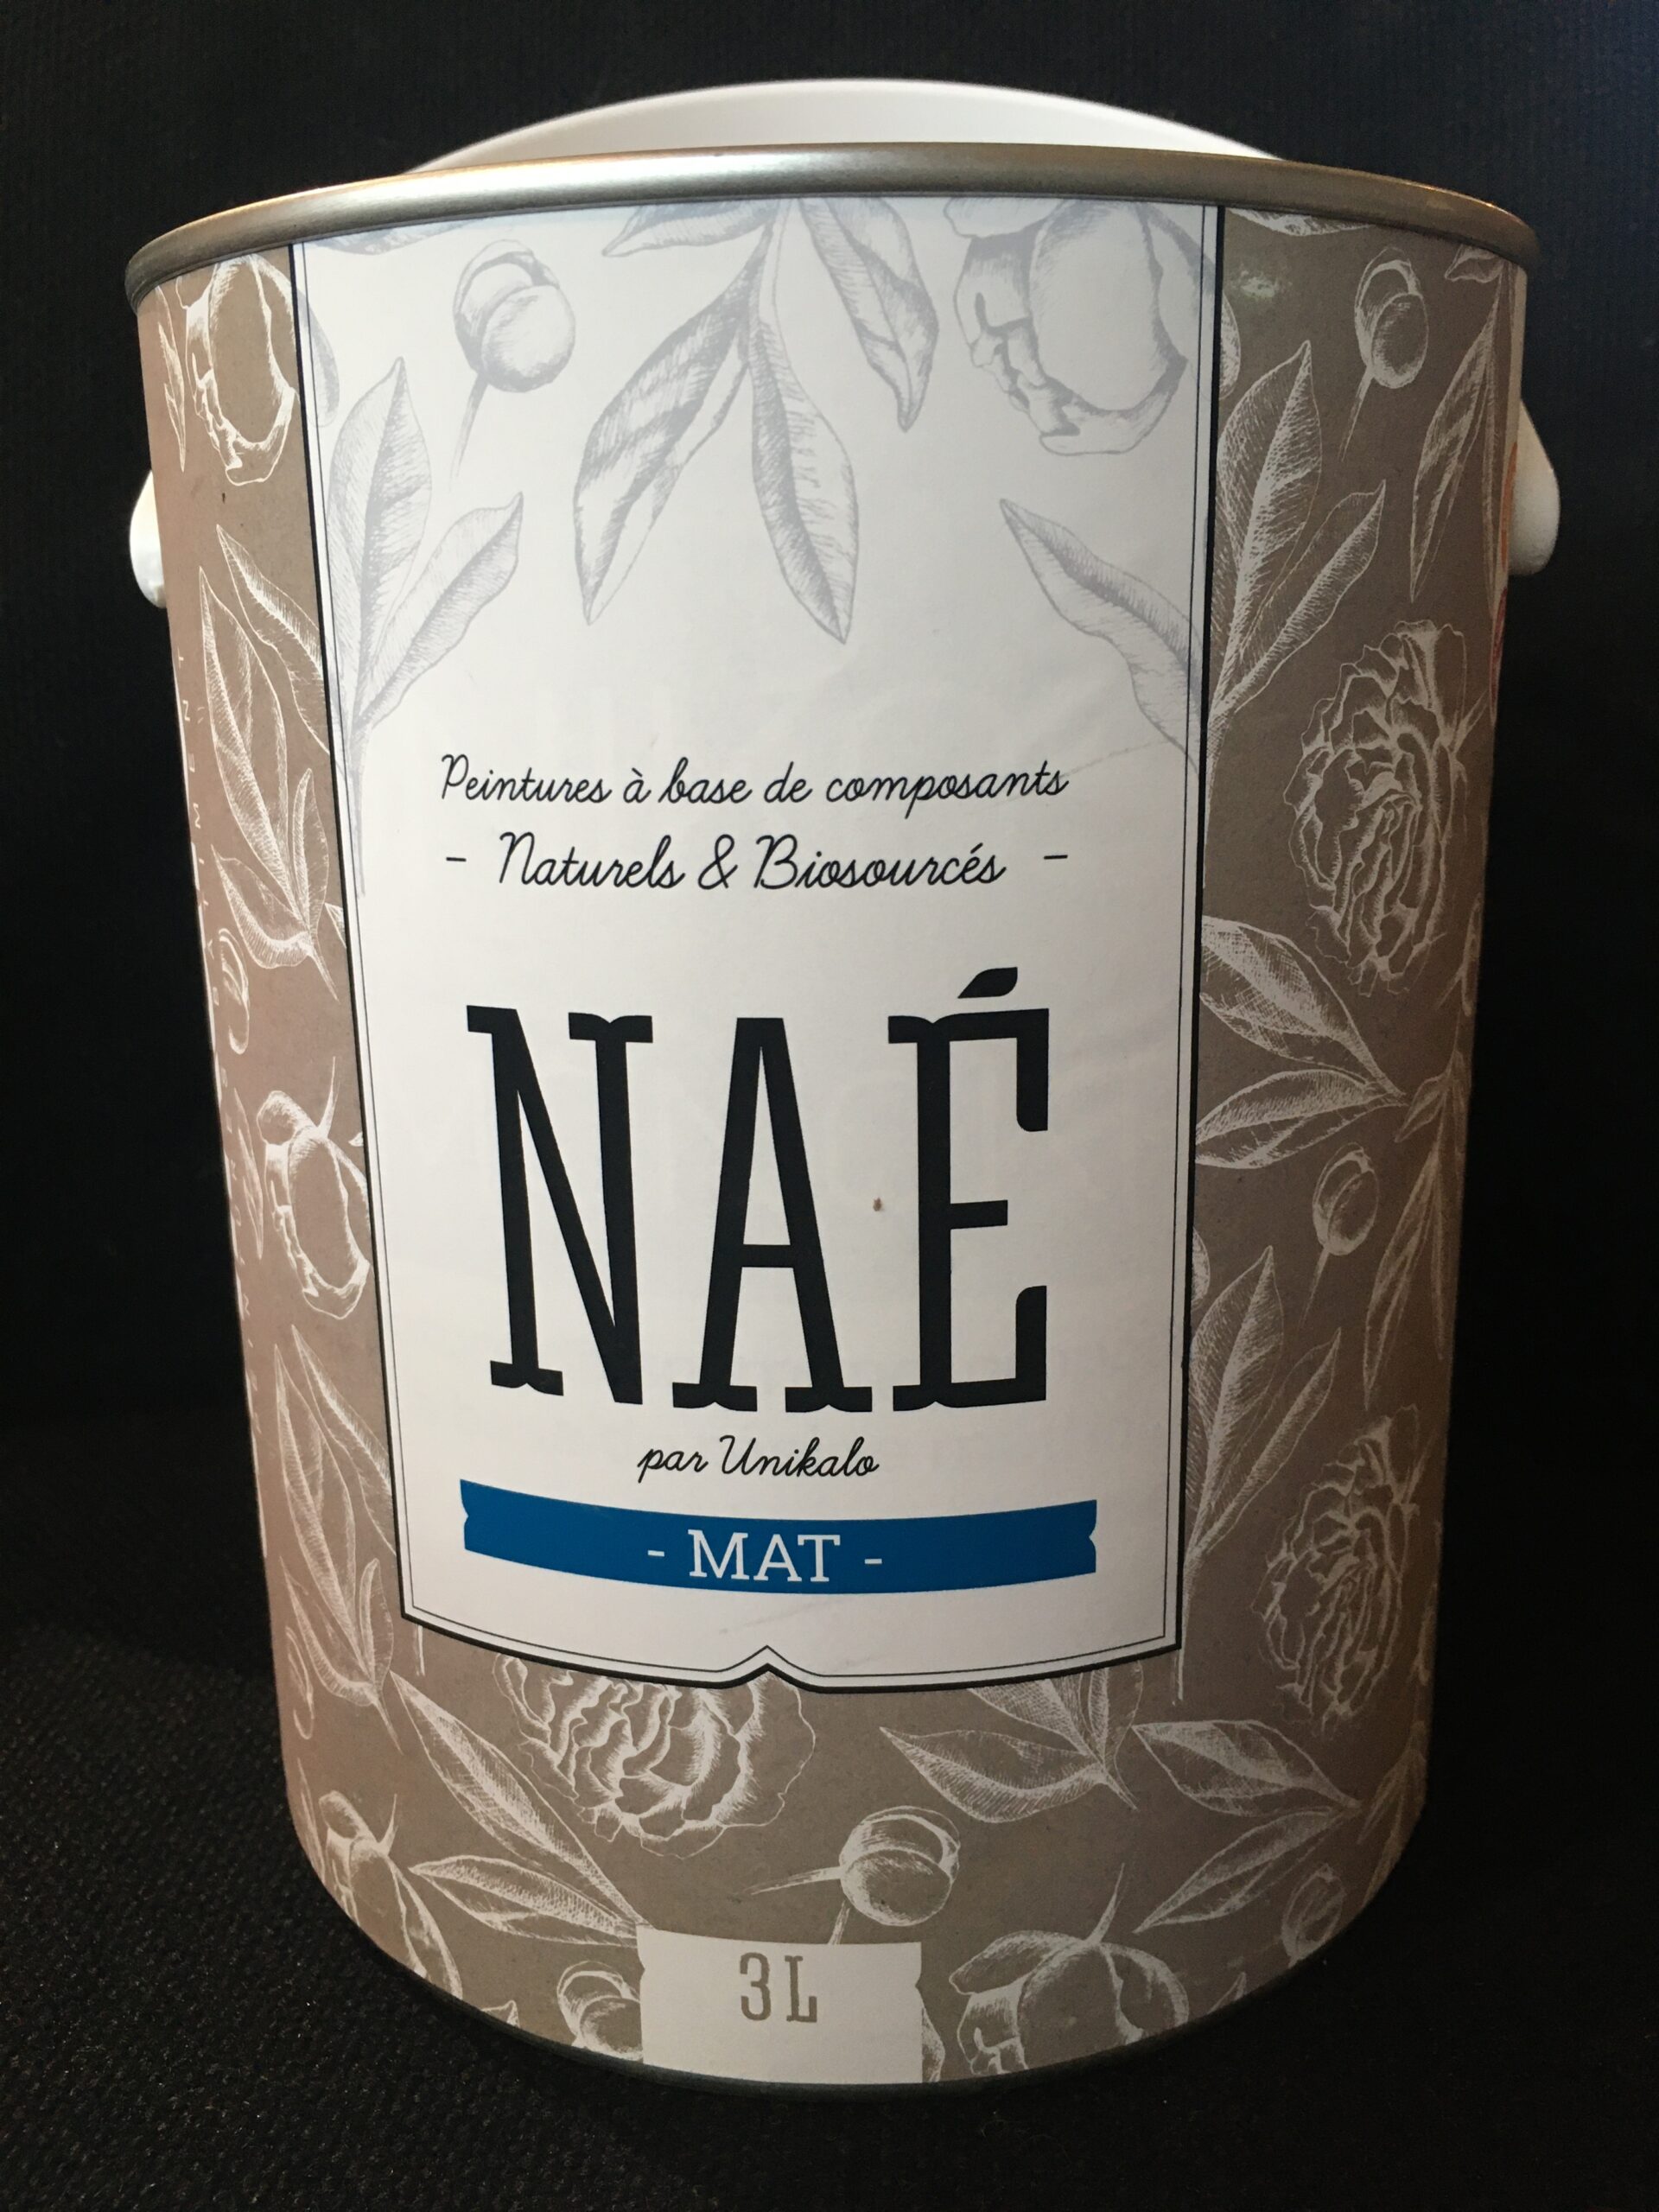 Peintures à base de composants
- Naturels & Biosourcés -
NAÉ
par Unikalo
- MAT -
3L